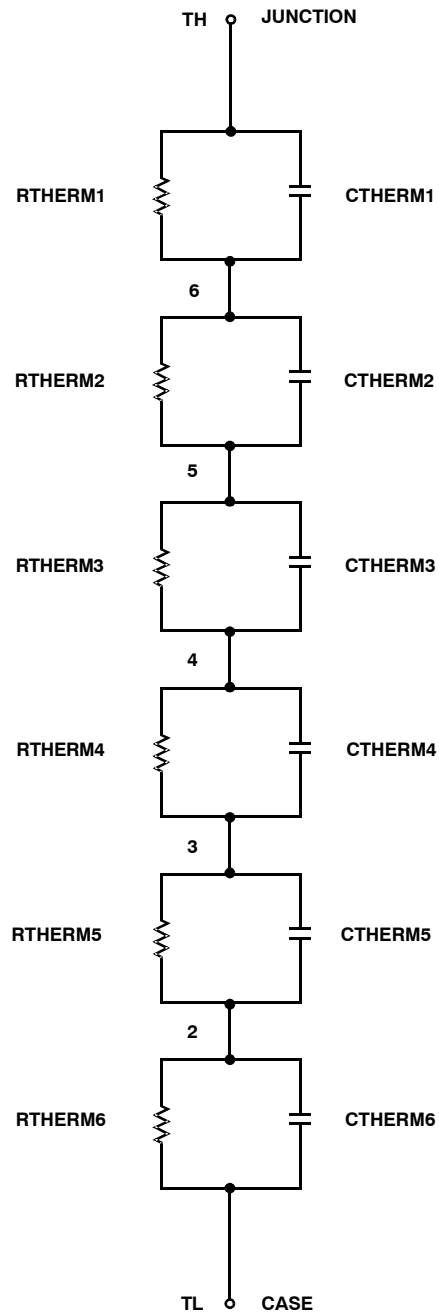 TH JUNCTION
RTHERM1 CTHERM1
6
RTHERM2 CTHERM2
5
RTHERM3 CTHERM3
4
RTHERM4 CTHERM4
3
RTHERM5 CTHERM5
2
RTHERM6 CTHERM6
TL CASE